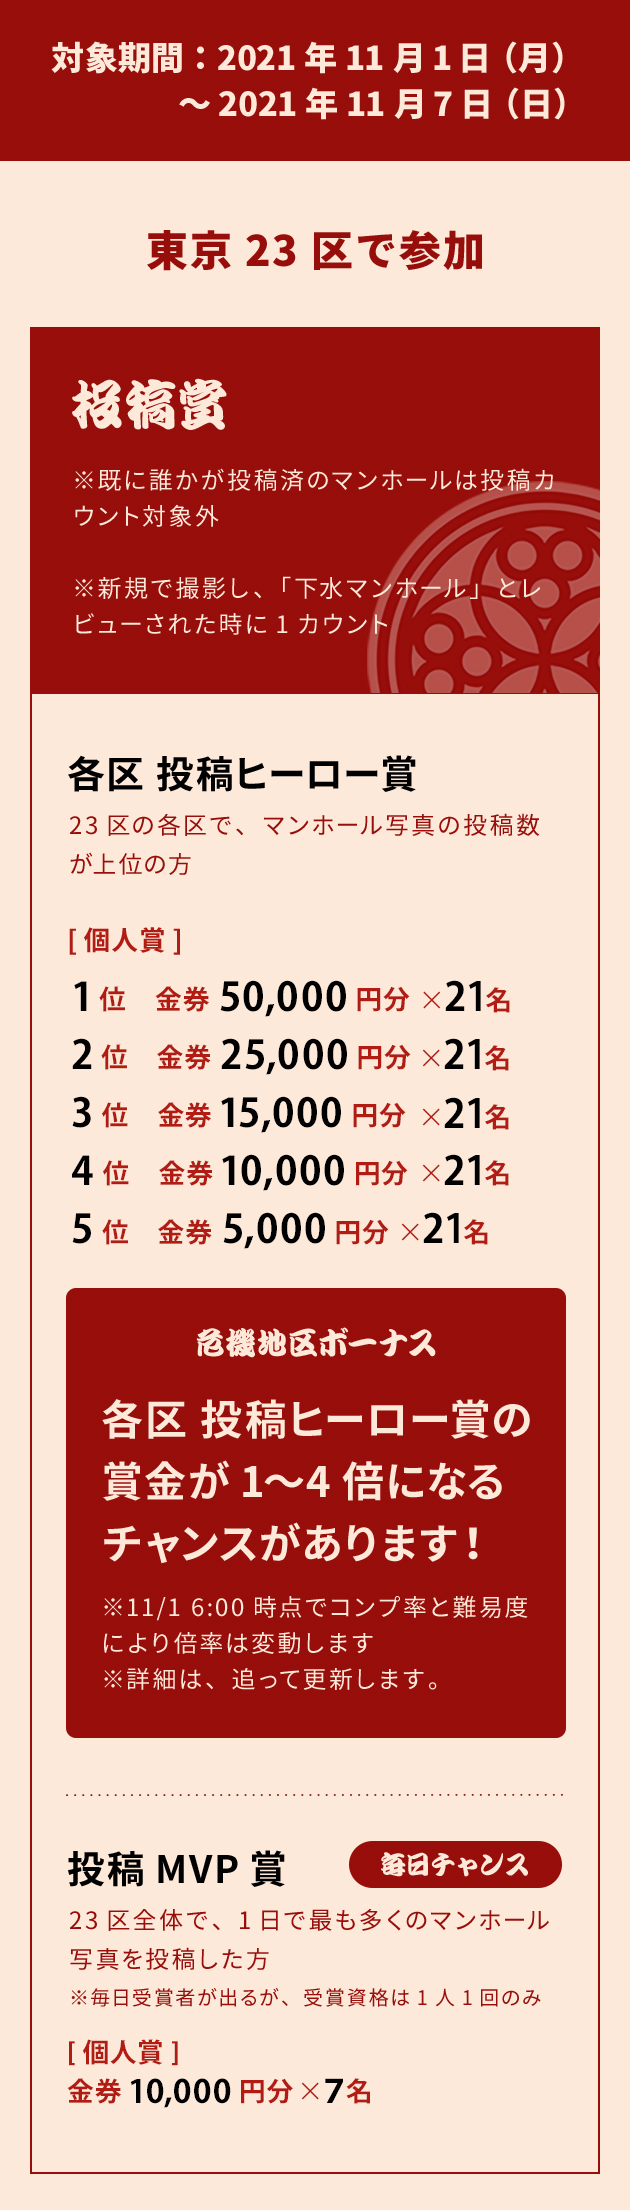 対象期間：2021 年 11 月 1 日（月）
～ 2021 年 11 月 7 日（日）
東京 23 区で参加
投稿賞
※既に誰かが投稿済のマンホールは投稿カ
ウント対象外
※新規で撮影し、「下水マンホール」とレ
ビューされた時に 1 カウント
各区 投稿ヒーロー賞
23 区の各区で、マンホール写真の投稿数
が上位の方
[ 個人賞 ]
1 位　金券 50,000 円分 ×21名
2 位　金券 25,000 円分 ×21名
3 位　金券 15,000 円分 ×21名
4 位　金券 10,000 円分 ×21名
5 位　金券 5,000 円分 ×21名
危機地区ボーナス
各区 投稿ヒーロー賞の
賞金が 1～4 倍になる
チャンスがあります！
※11/1 6:00 時点でコンプ率と難易度
により倍率は変動します
※詳細は、追って更新します。
投稿 MVP 賞
毎日チャンス
23 区全体で、1 日で最も多くのマンホール
写真を投稿した方
※毎日受賞者が出るが、受賞資格は 1 人 1 回のみ
[ 個人賞 ]
金券 10,000 円分 ×7名